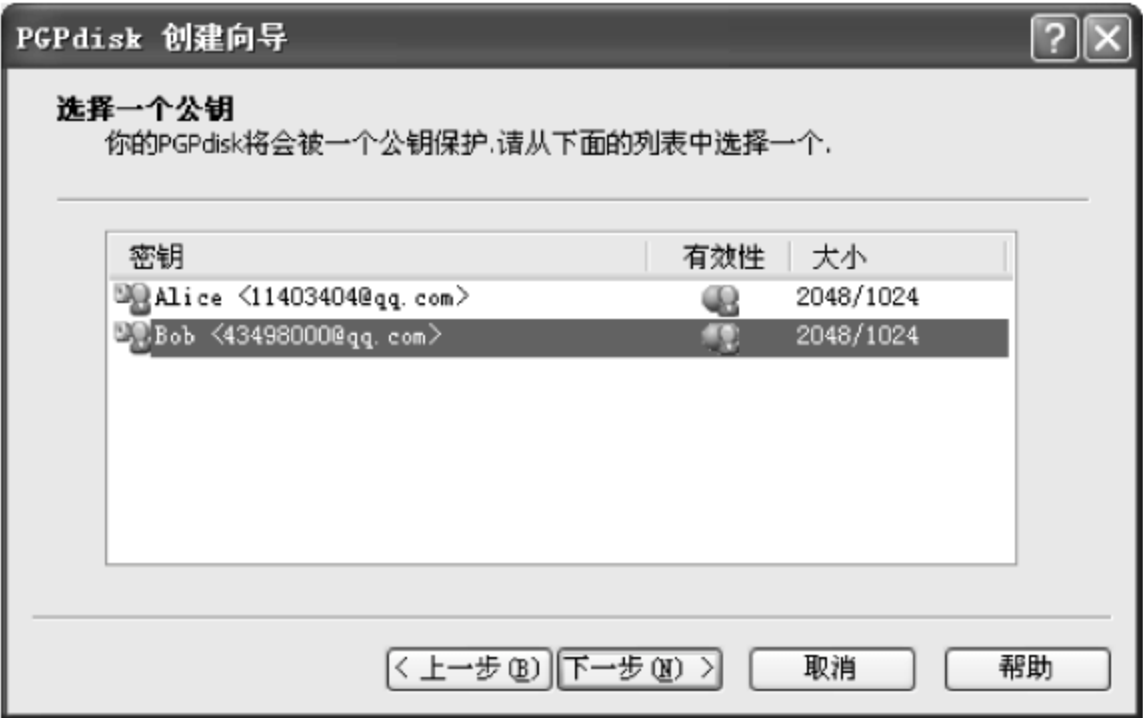 PGPdisk 创建向导
选择一个公钥
你的PGPdisk将会被一个公钥保护.请从下面的列表中选择一个.
密钥 有效性 大小
Alice <11403404@qq.com> 2048/1024
Bob <43498000@qq.com> 2048/1024
< 上一步(B) 下一步(N) > 取消 帮助